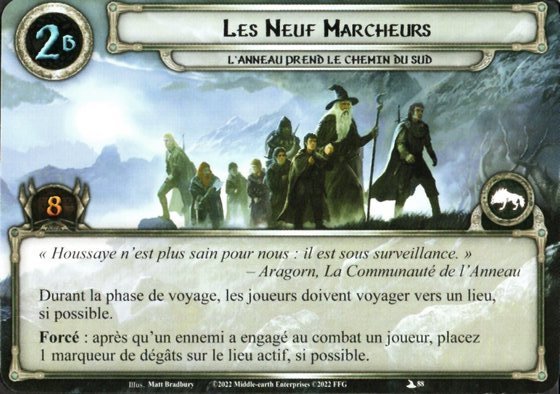 2B
LES NEUF MARCHEURS
L'ANNEAU PREND LE CHEMIN DU SUD
8
« Houssaye n'est plus sain pour nous : il est sous surveillance. »
– Aragorn, La Communauté de l'Anneau
Durant la phase de voyage, les joueurs doivent voyager vers un lieu,
si possible.
Forcé : après qu'un ennemi a engagé au combat un joueur, placez
1 marqueur de dégâts sur le lieu actif, si possible.
Illus. Matt Bradbury ©2022 Middle-earth Enterprises ©2022 FFG 88